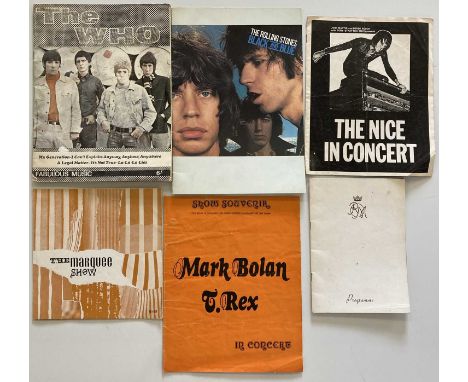 The
WHO
My Generation-I Can't Explain-Anyway, Anyhow, Anywhere
A Legal Matter-It's Not True-La-La-La-Lies
FABULOUS MUSIC
6/-
THE ROLLING STONES
BLACK AND BLUE
THE NICE
IN CONCERT
THE MARQUEE
SHOW
SHOW SOUVENIR
Mark Bolan
T.Rex
IN CONCERT
Programme